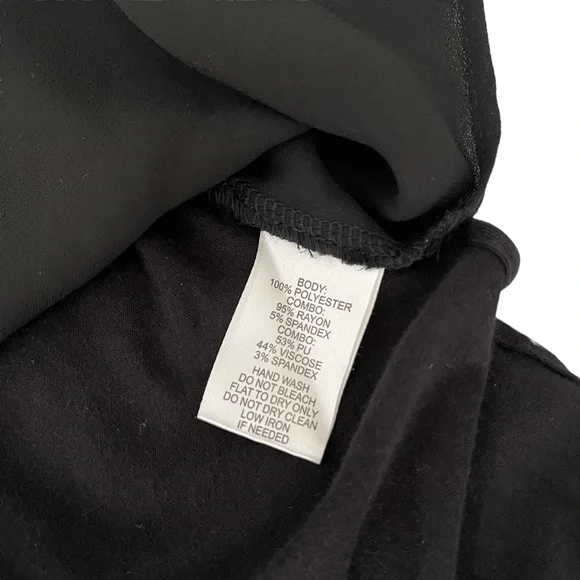 BODY:
100% POLYESTER
COMBO:
95% RAYON
5% SPANDEX
COMBO:
53% PU
44% VISCOSE
3% SPANDEX
HAND WASH
DO NOT BLEACH
FLAT TO DRY ONLY
DO NOT DRY CLEAN
LOW IRON
IF NEEDED